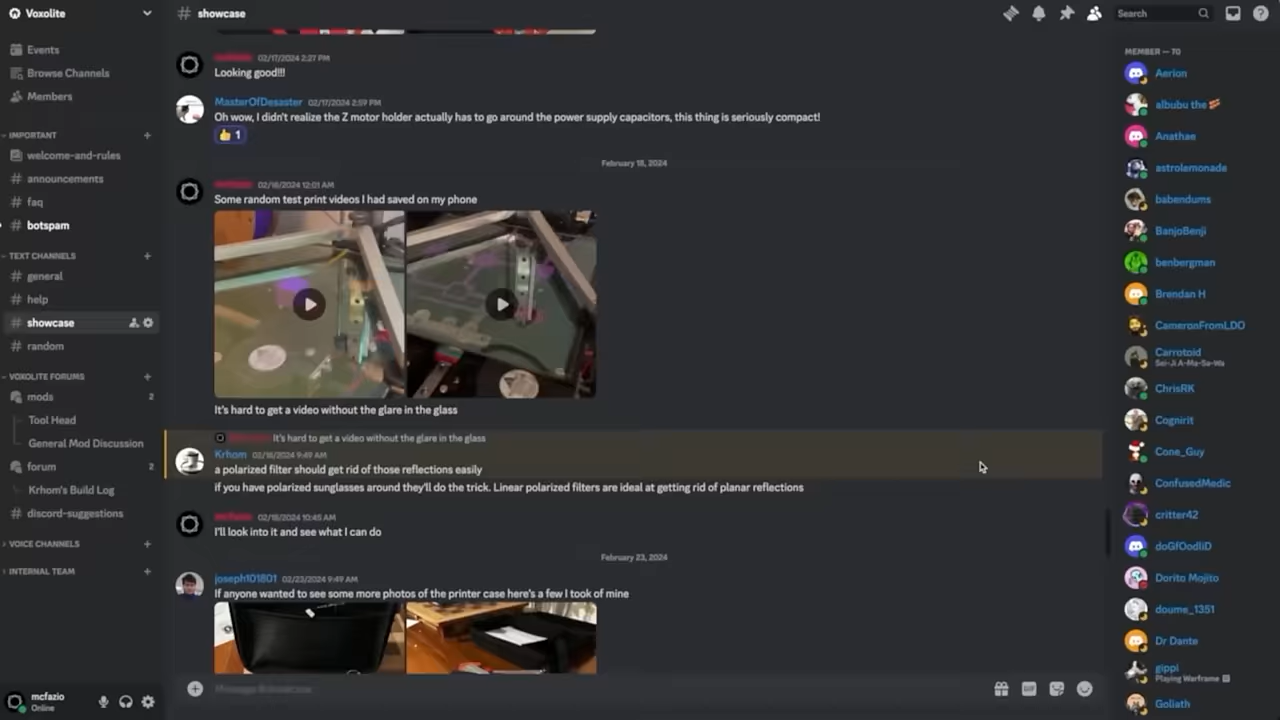 Voxolite
# showcase
Search
Events
Browse Channels
Members
IMPORTANT
welcome-and-rules
announcements
faq
botspam
TEXT CHANNELS
general
help
showcase
random
VOXOLITE FORUMS
mods
2
Tool Head
General Mod Discussion
forum
2
Krhom's Build Log
discord-suggestions
VOICE CHANNELS
INTERNAL TEAM
mcfazio
Online
02/17/2024 2:27 PM
Looking good!!!
MasterOfDesaster 02/17/2024 2:59 PM
Oh wow, I didn't realize the Z motor holder actually has to go around the power supply capacitors, this thing is seriously compact!
1
February 18, 2024
02/18/2024 12:01 AM
Some random test print videos I had saved on my phone
It's hard to get a video without the glare in the glass
It's hard to get a video without the glare in the glass
Krhom 02/18/2024 9:49 AM
a polarized filter should get rid of those reflections easily
if you have polarized sunglasses around they'll do the trick. Linear polarized filters are ideal at getting rid of planar reflections
02/18/2024 10:45 AM
I'll look into it and see what I can do
February 23, 2024
joseph101801 02/23/2024 9:49 AM
If anyone wanted to see some more photos of the printer case here's a few I took of mine
GIF
MEMBER — 70
Aerion
albubu the
Anathae
astrolemonade
babendums
BanjoBenji
benbergman
Brendan H
CameronFromLDO
Carrotoid
Sei-Ji A-Ma-Sa-Wa
ChrisRK
Cognirit
Cone_Guy
ConfusedMedic
critter42
doGfOodliD
Dorito Mojito
doume_1351
Dr Dante
gippi
Playing Warframe
Goliath